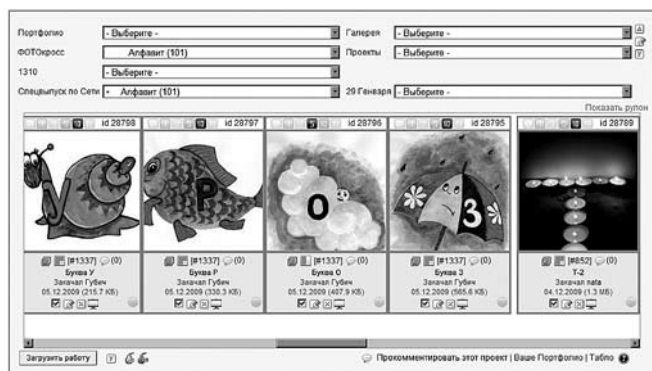 Портфолио - Выберите - Галерея - Выберите -
ФОТОкросс Алфавит (101) Проекты - Выберите -
1310 - Выберите -
Спецвыпуск по Сети • Алфавит (101) 29 Генваря - Выберите -
Показать рулон
id 28798 id 28797 id 28796 id 28795 id 28789
У Р О З
[#1337] (0) [#1337] (0) [#1337] (0) [#1337] (0) [#852] (0)
Буква У Буква Р Буква О Буква З Т-2
Закачал Губич Закачал Губич Закачал Губич Закачал Губич Закачал nata
05.12.2009 (215.7 КБ) 05.12.2009 (330.3 КБ) 05.12.2009 (407.9 КБ) 05.12.2009 (565.6 КБ) 04.12.2009 (1.3 МБ)
Загрузить работу У Прокомментировать этот проект | Ваше Портфолио | Табло